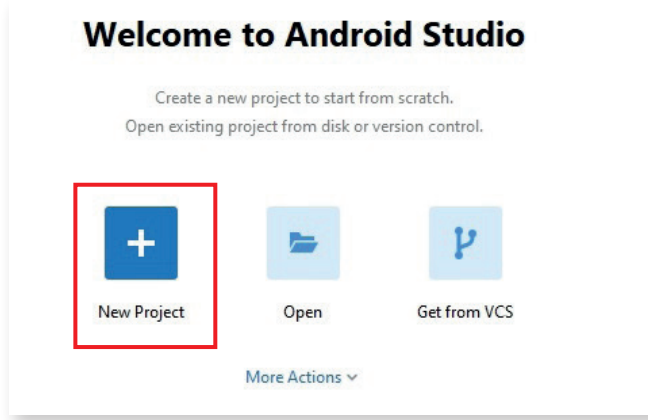 Welcome to Android Studio
Create a new project to start from scratch.
Open existing project from disk or version control.
New Project
Open
Get from VCS
More Actions